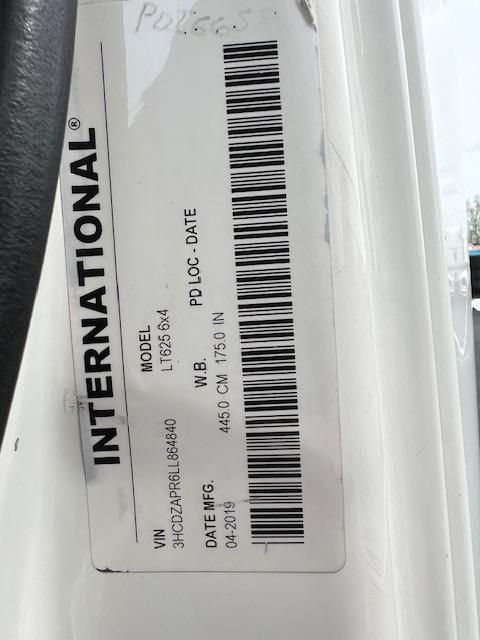 INTERNATIONAL®
VIN MODEL
3HCDZAPR6LL864840 LT625 6x4
DATE MFG. W.B. PD LOC - DATE
04-2019 445.0 CM 175.0 IN